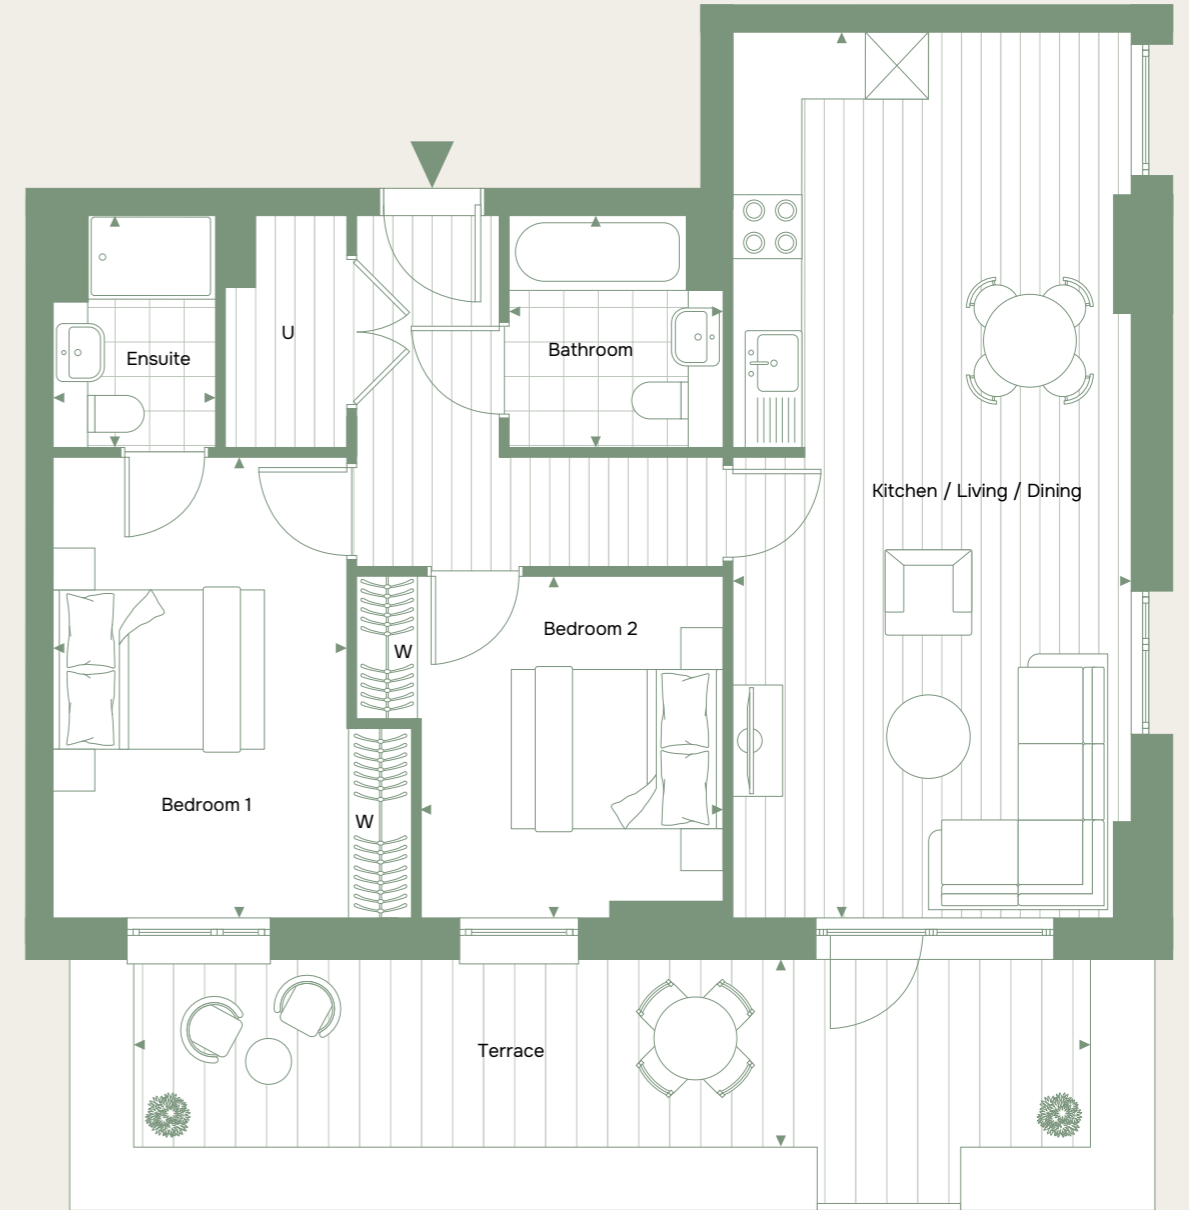 U
Ensuite
Bathroom
Kitchen / Living / Dining
Bedroom 2
W
Bedroom 1
W
Terrace